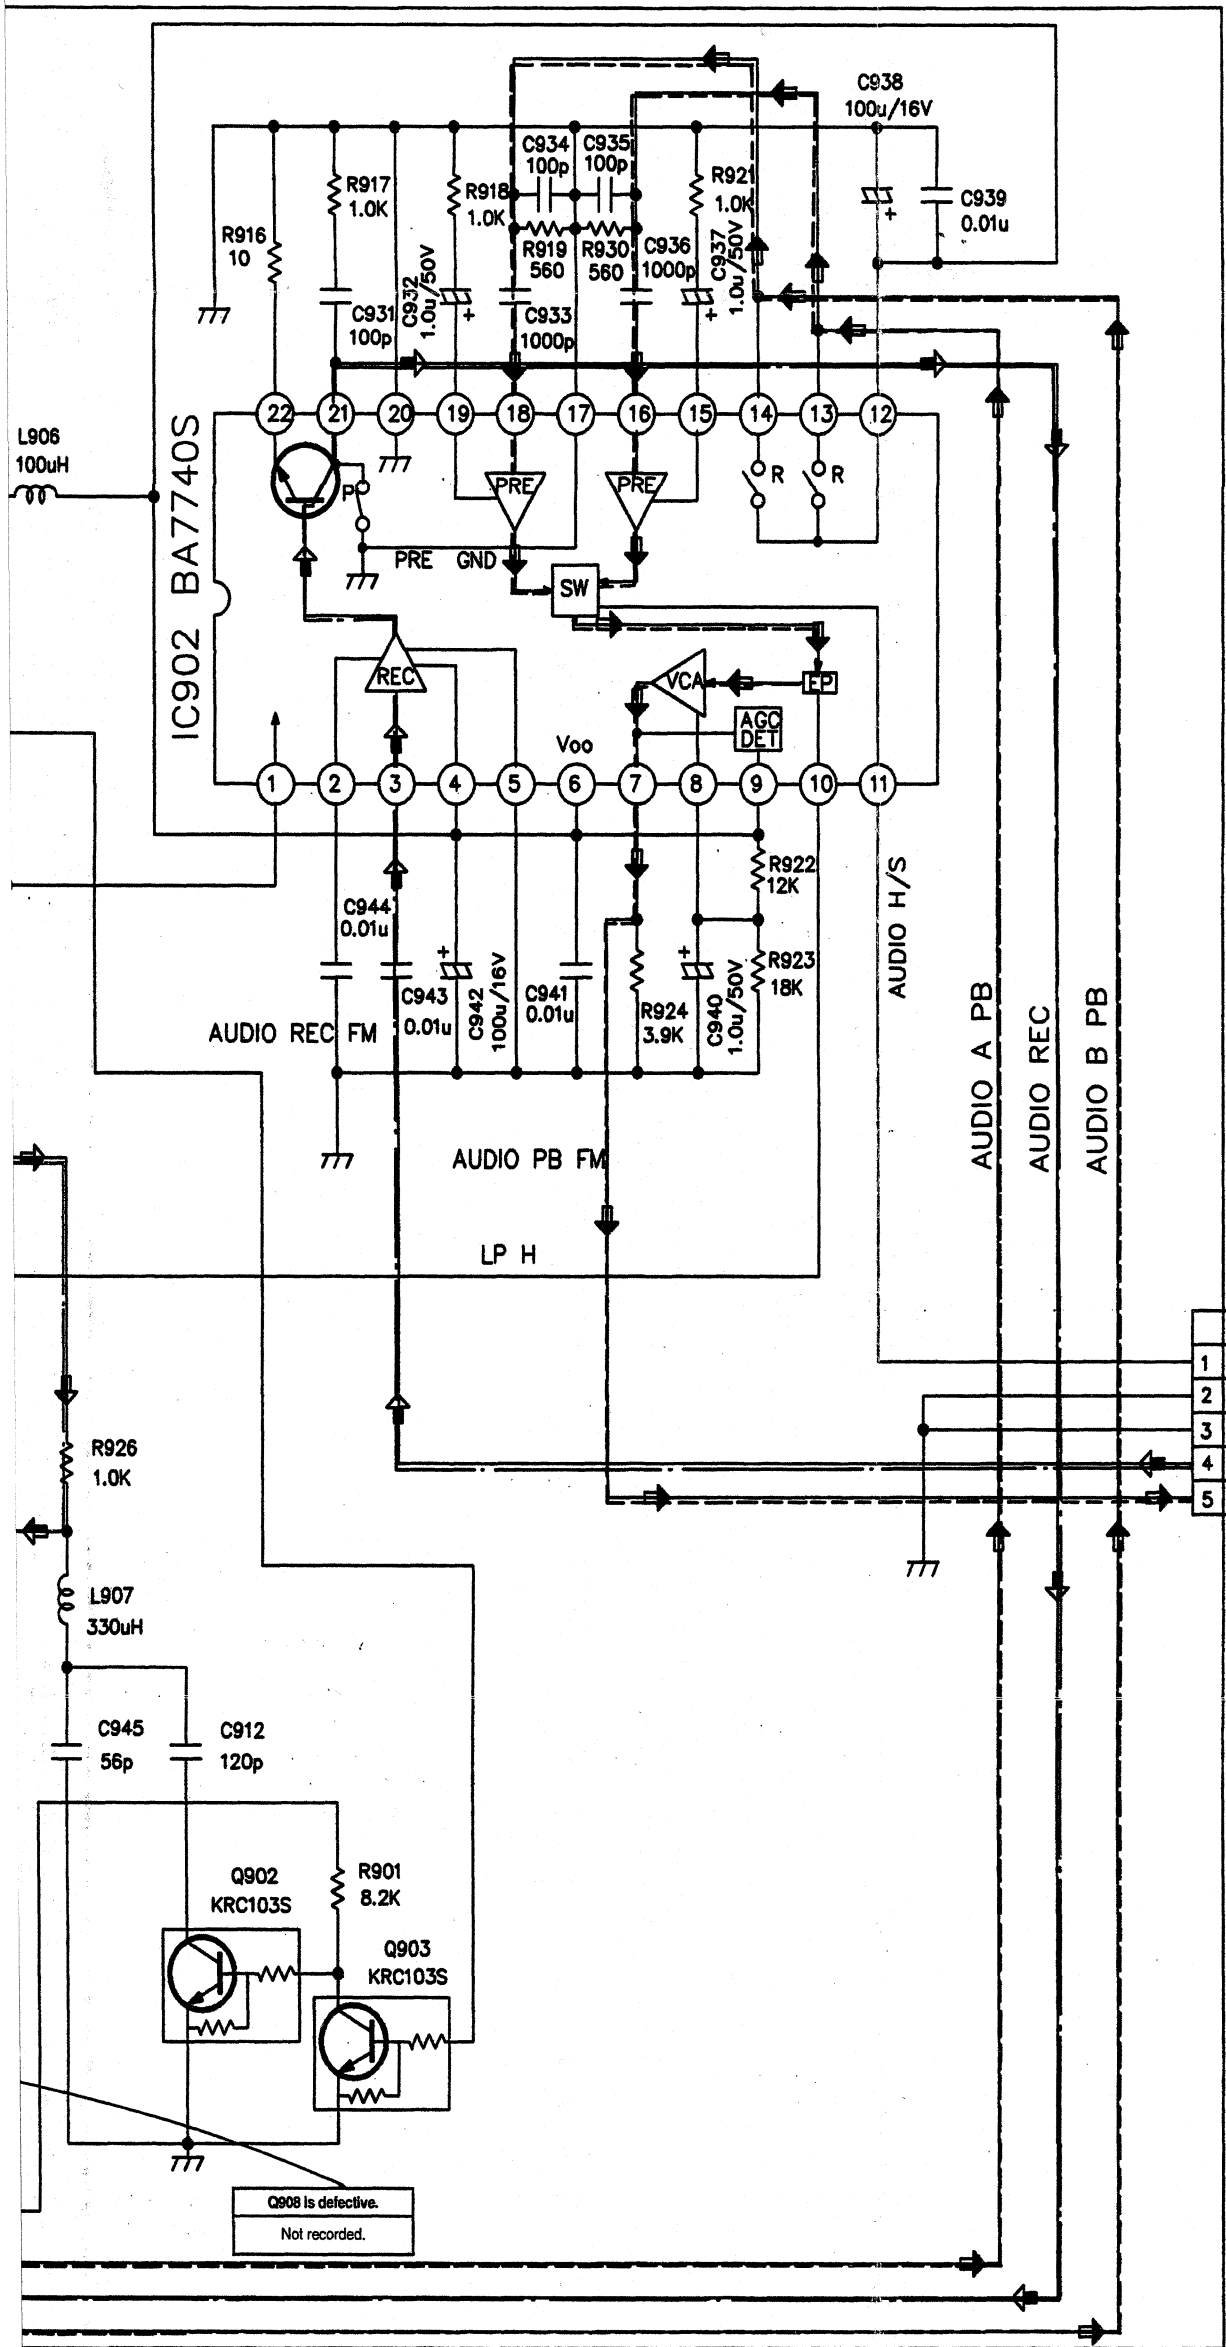 C938
100u/16V
C934
100p
C935
100p
R917
1.0K
R918
1.0K
R921
1.0K
C939
0.01u
R916
10
C932
1.0u/50V
R919
560
R930
560
C936
1000p
C937
1.0u/50V
C931
100p
C933
1000p
22
21
20
19
18
17
16
15
14
13
12
L906
100uH
IC902 BA7740S
P
PRE
PRE
R
R
PRE GND
SW
REC
VCA
EP
AGC
DET
Voo
1
2
3
4
5
6
7
8
9
10
11
R922
12K
C944
0.01u
AUDIO H/S
C943
0.01u
C942
100u/16V
C941
0.01u
R924
3.9K
C940
1.0u/50V
R923
18K
AUDIO REC FM
AUDIO A PB
AUDIO REC
AUDIO B PB
AUDIO PB FM
LP H
1
2
3
4
5
R926
1.0K
L907
330uH
C945
56p
C912
120p
Q902
KRC103S
R901
8.2K
Q903
KRC103S
Q908 is defective.
Not recorded.